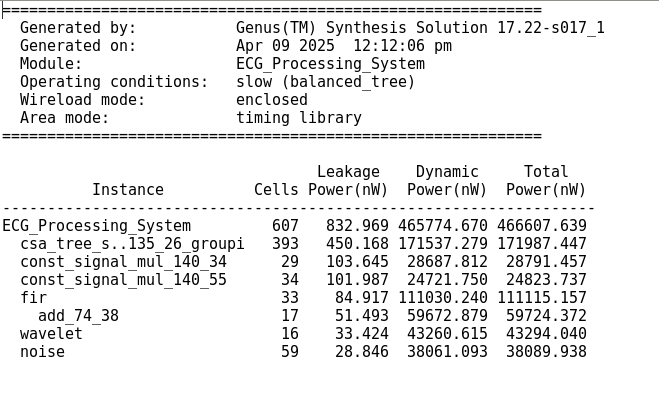 ============================================================
  Generated by:           Genus(TM) Synthesis Solution 17.22-s017_1
  Generated on:           Apr 09 2025  12:12:06 pm
  Module:                 ECG_Processing_System
  Operating conditions:   slow (balanced_tree)
  Wireload mode:          enclosed
  Area mode:              timing library
============================================================

                                   Leakage    Dynamic     Total
          Instance          Cells Power(nW)  Power(nW)  Power(nW)
------------------------------------------------------------------
ECG_Processing_System         607   832.969 465774.670 466607.639
  csa_tree_s..135_26_groupi   393   450.168 171537.279 171987.447
  const_signal_mul_140_34      29   103.645  28687.812  28791.457
  const_signal_mul_140_55      34   101.987  24721.750  24823.737
  fir                          33    84.917 111030.240 111115.157
    add_74_38                  17    51.493  59672.879  59724.372
  wavelet                      16    33.424  43260.615  43294.040
  noise                        59    28.846  38061.093  38089.938